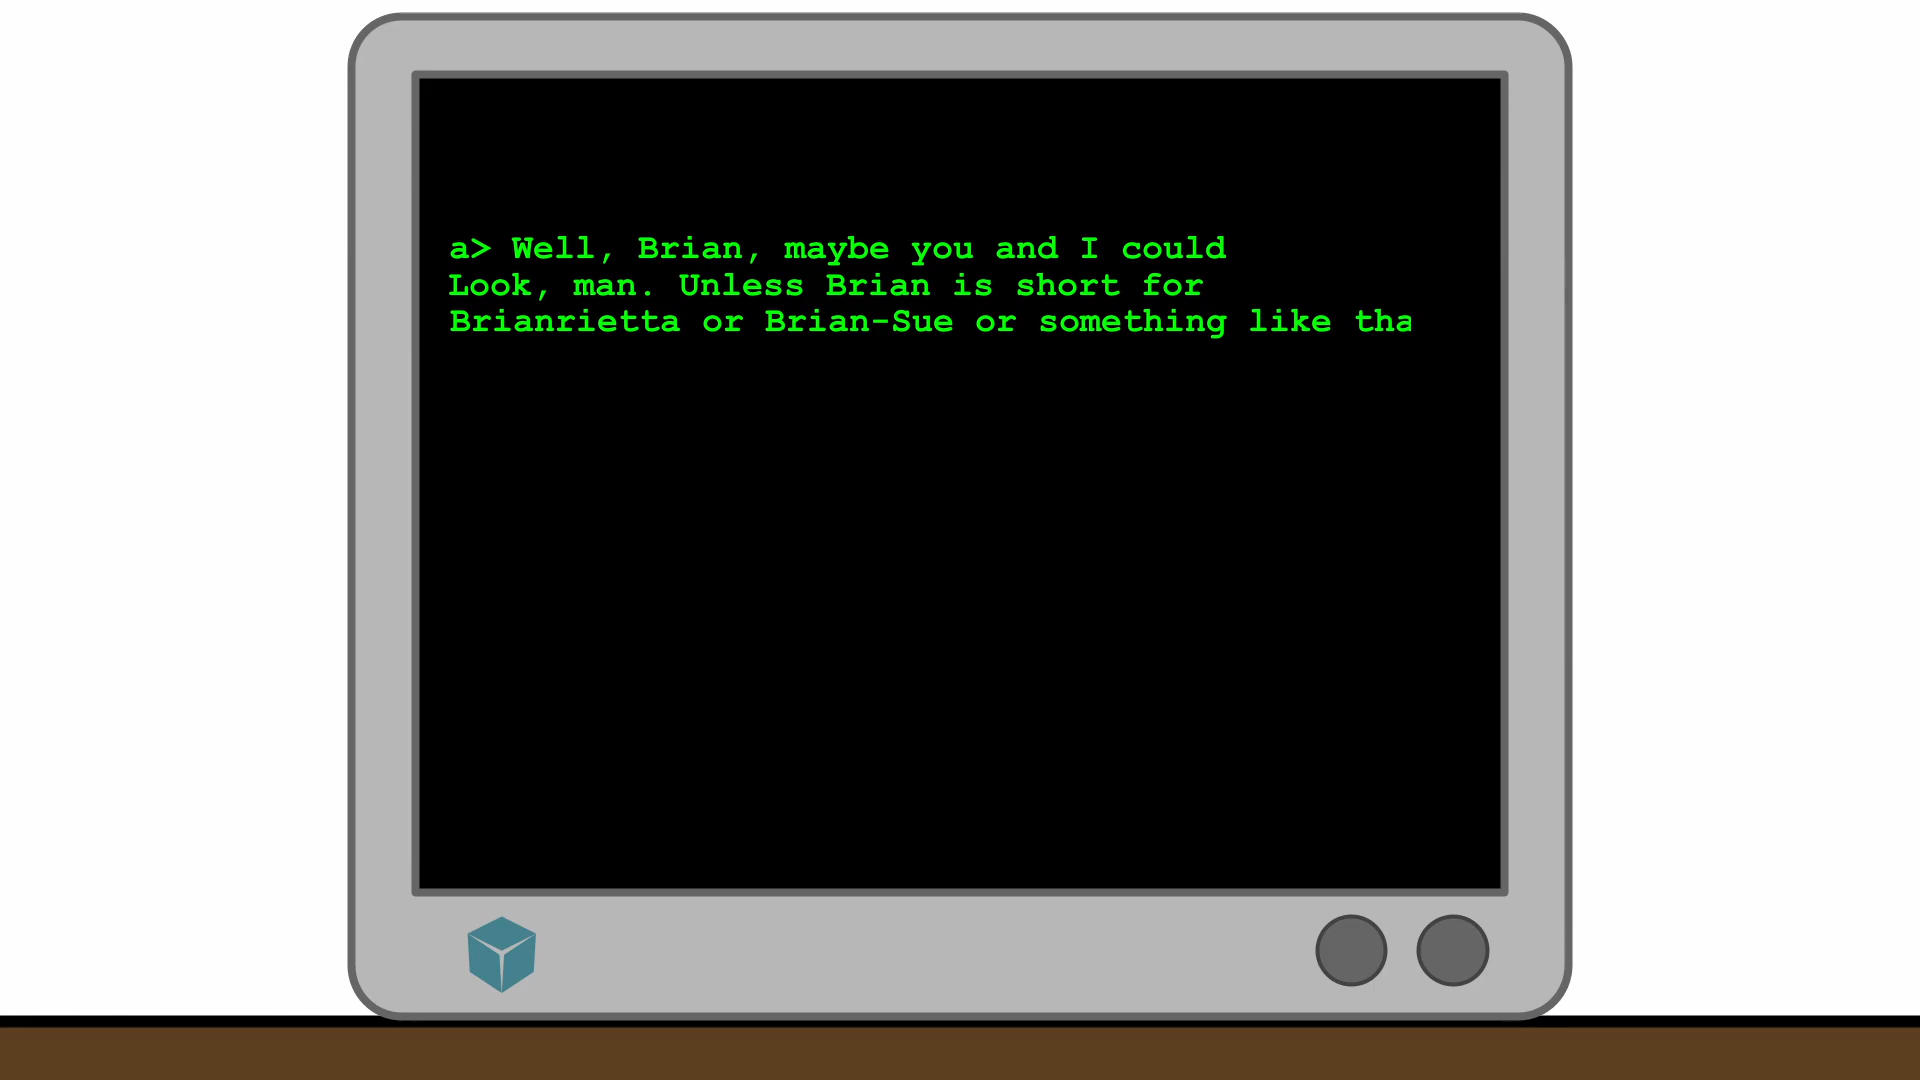 a> Well, Brian, maybe you and I could
Look, man. Unless Brian is short for
Brianrietta or Brian-Sue or something like tha